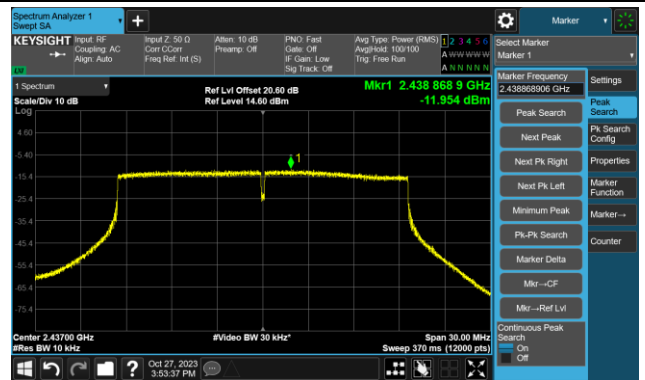 Spectrum Analyzer 1
Swept SA
Marker
KEYSIGHT
Input: RF
Coupling: AC
Align: Auto
Input Z: 50 Ω
Corr CCorr
Freq Ref: Int (S)
Atten: 10 dB
Preamp: Off
PNO: Fast
Gate: Off
IF Gain: Low
Sig Track: Off
Avg Type: Power (RMS)
Avg|Hold: 100/100
Trig: Free Run
1 2 3 4 5 6
A W W W W W
A N N N N N
Select Marker
Marker 1
LW
1 Spectrum
Scale/Div 10 dB
Log
Ref Lvl Offset 20.60 dB
Ref Level 14.60 dBm
Mkr1 2.438 868 9 GHz
-11.954 dBm
4.60
-5.40
-15.4
-25.4
-35.4
-45.4
-55.4
-65.4
-75.4
1
Center 2.43700 GHz
#Res BW 10 kHz
#Video BW 30 kHz*
Span 30.00 MHz
Sweep 370 ms (12000 pts)
Marker Frequency
2.438868906 GHz
Peak Search
Next Peak
Next Pk Right
Next Pk Left
Minimum Peak
Pk-Pk Search
Marker Delta
Mkr→CF
Mkr→Ref Lvl
Continuous Peak
Search
On
Off
Settings
Peak
Search
Pk Search
Config
Properties
Marker
Function
Marker→
Counter
?
Oct 27, 2023
3:53:37 PM